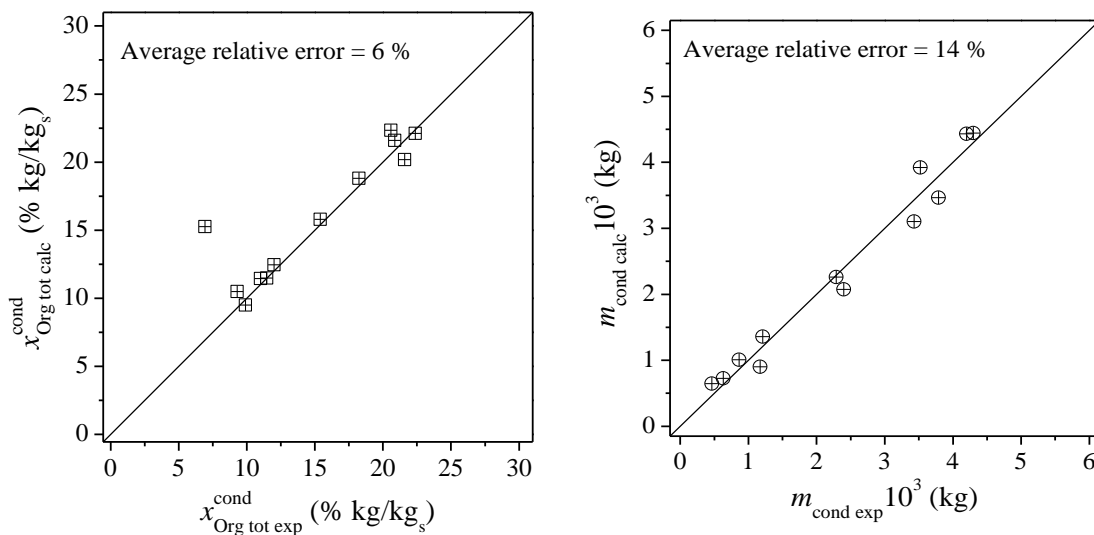 30
25
20
15
10
5
0
Average relative error = 6 %
x^cond_Org tot calc (% kg/kg_s)
0 5 10 15 20 25 30
x^cond_Org tot exp (% kg/kg_s)
6
5
4
3
2
1
0
Average relative error = 14 %
m_cond calc 10^3 (kg)
0 1 2 3 4 5 6
m_cond exp 10^3 (kg)